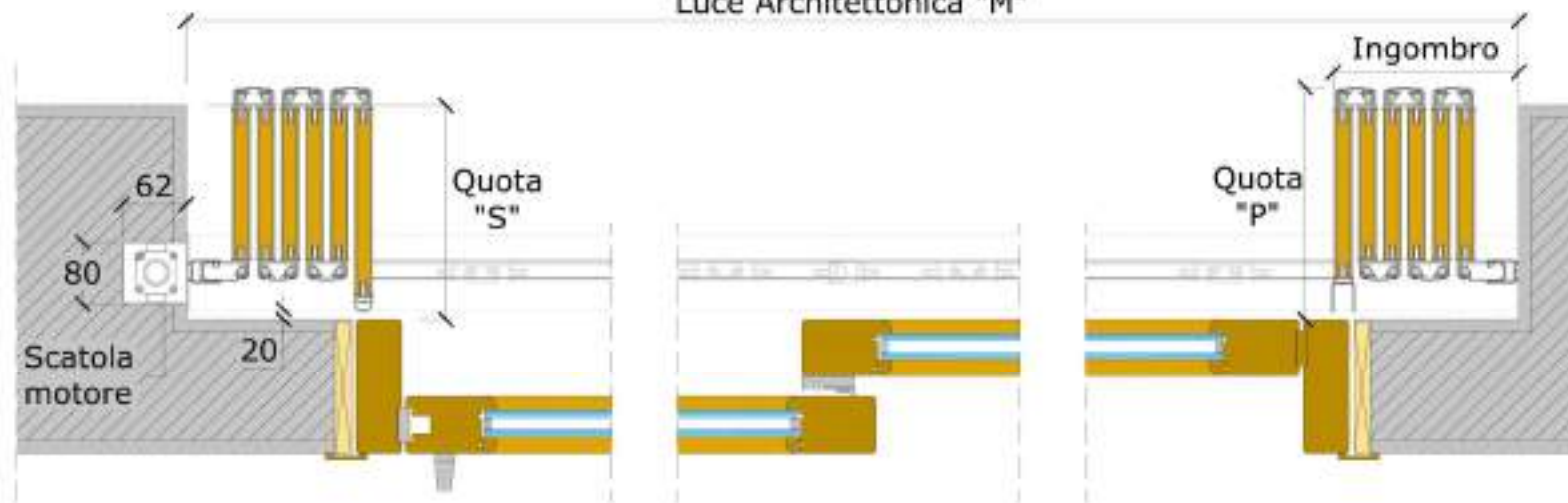 Luce Architettonica "M"
Ingombro
62
Quota
"S"
Quota
"P"
80
20
Scatola
motore